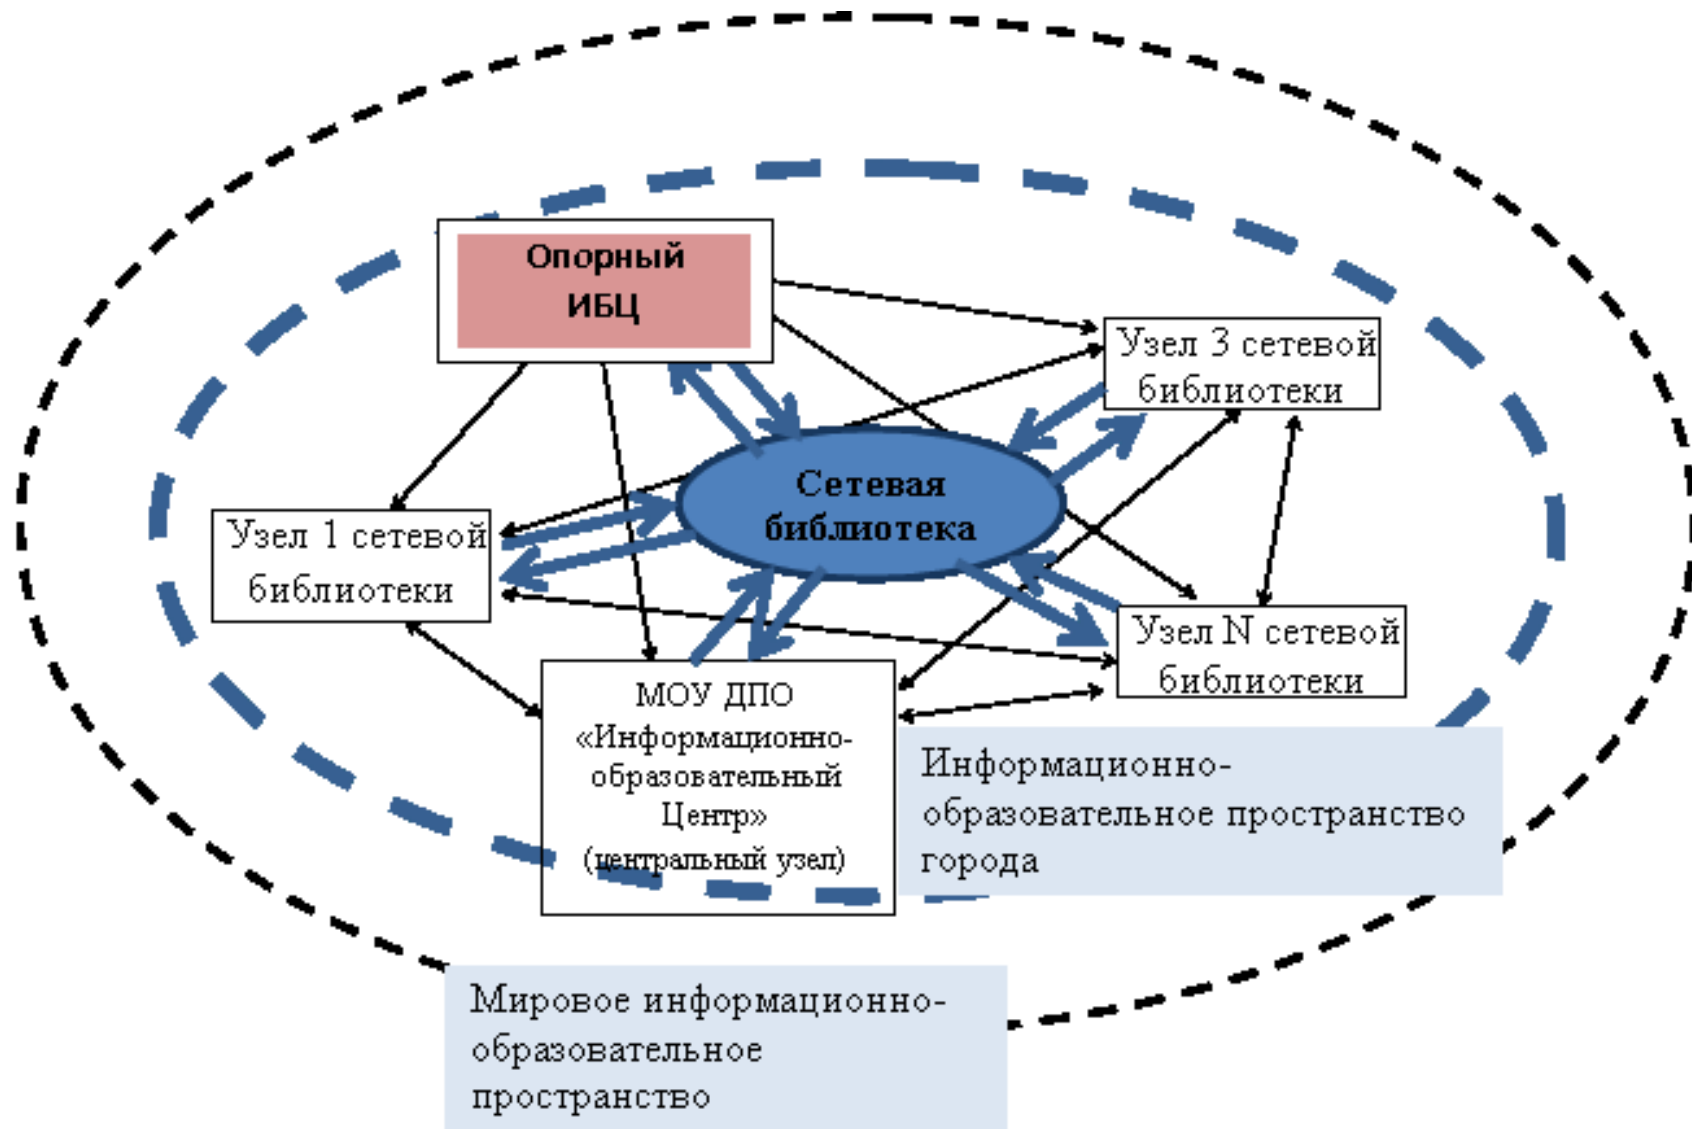 Опорный
ИБЦ
Узел 3 сетевой
библиотеки
Сетевая
библиотека
Узел 1 сетевой
библиотеки
Узел N сетевой
библиотеки
МОУ ДПО
«Информационно-
образовательный
Центр»
(центральный узел)
Информационно-
образовательное пространство
города
Мировое информационно-
образовательное
пространство